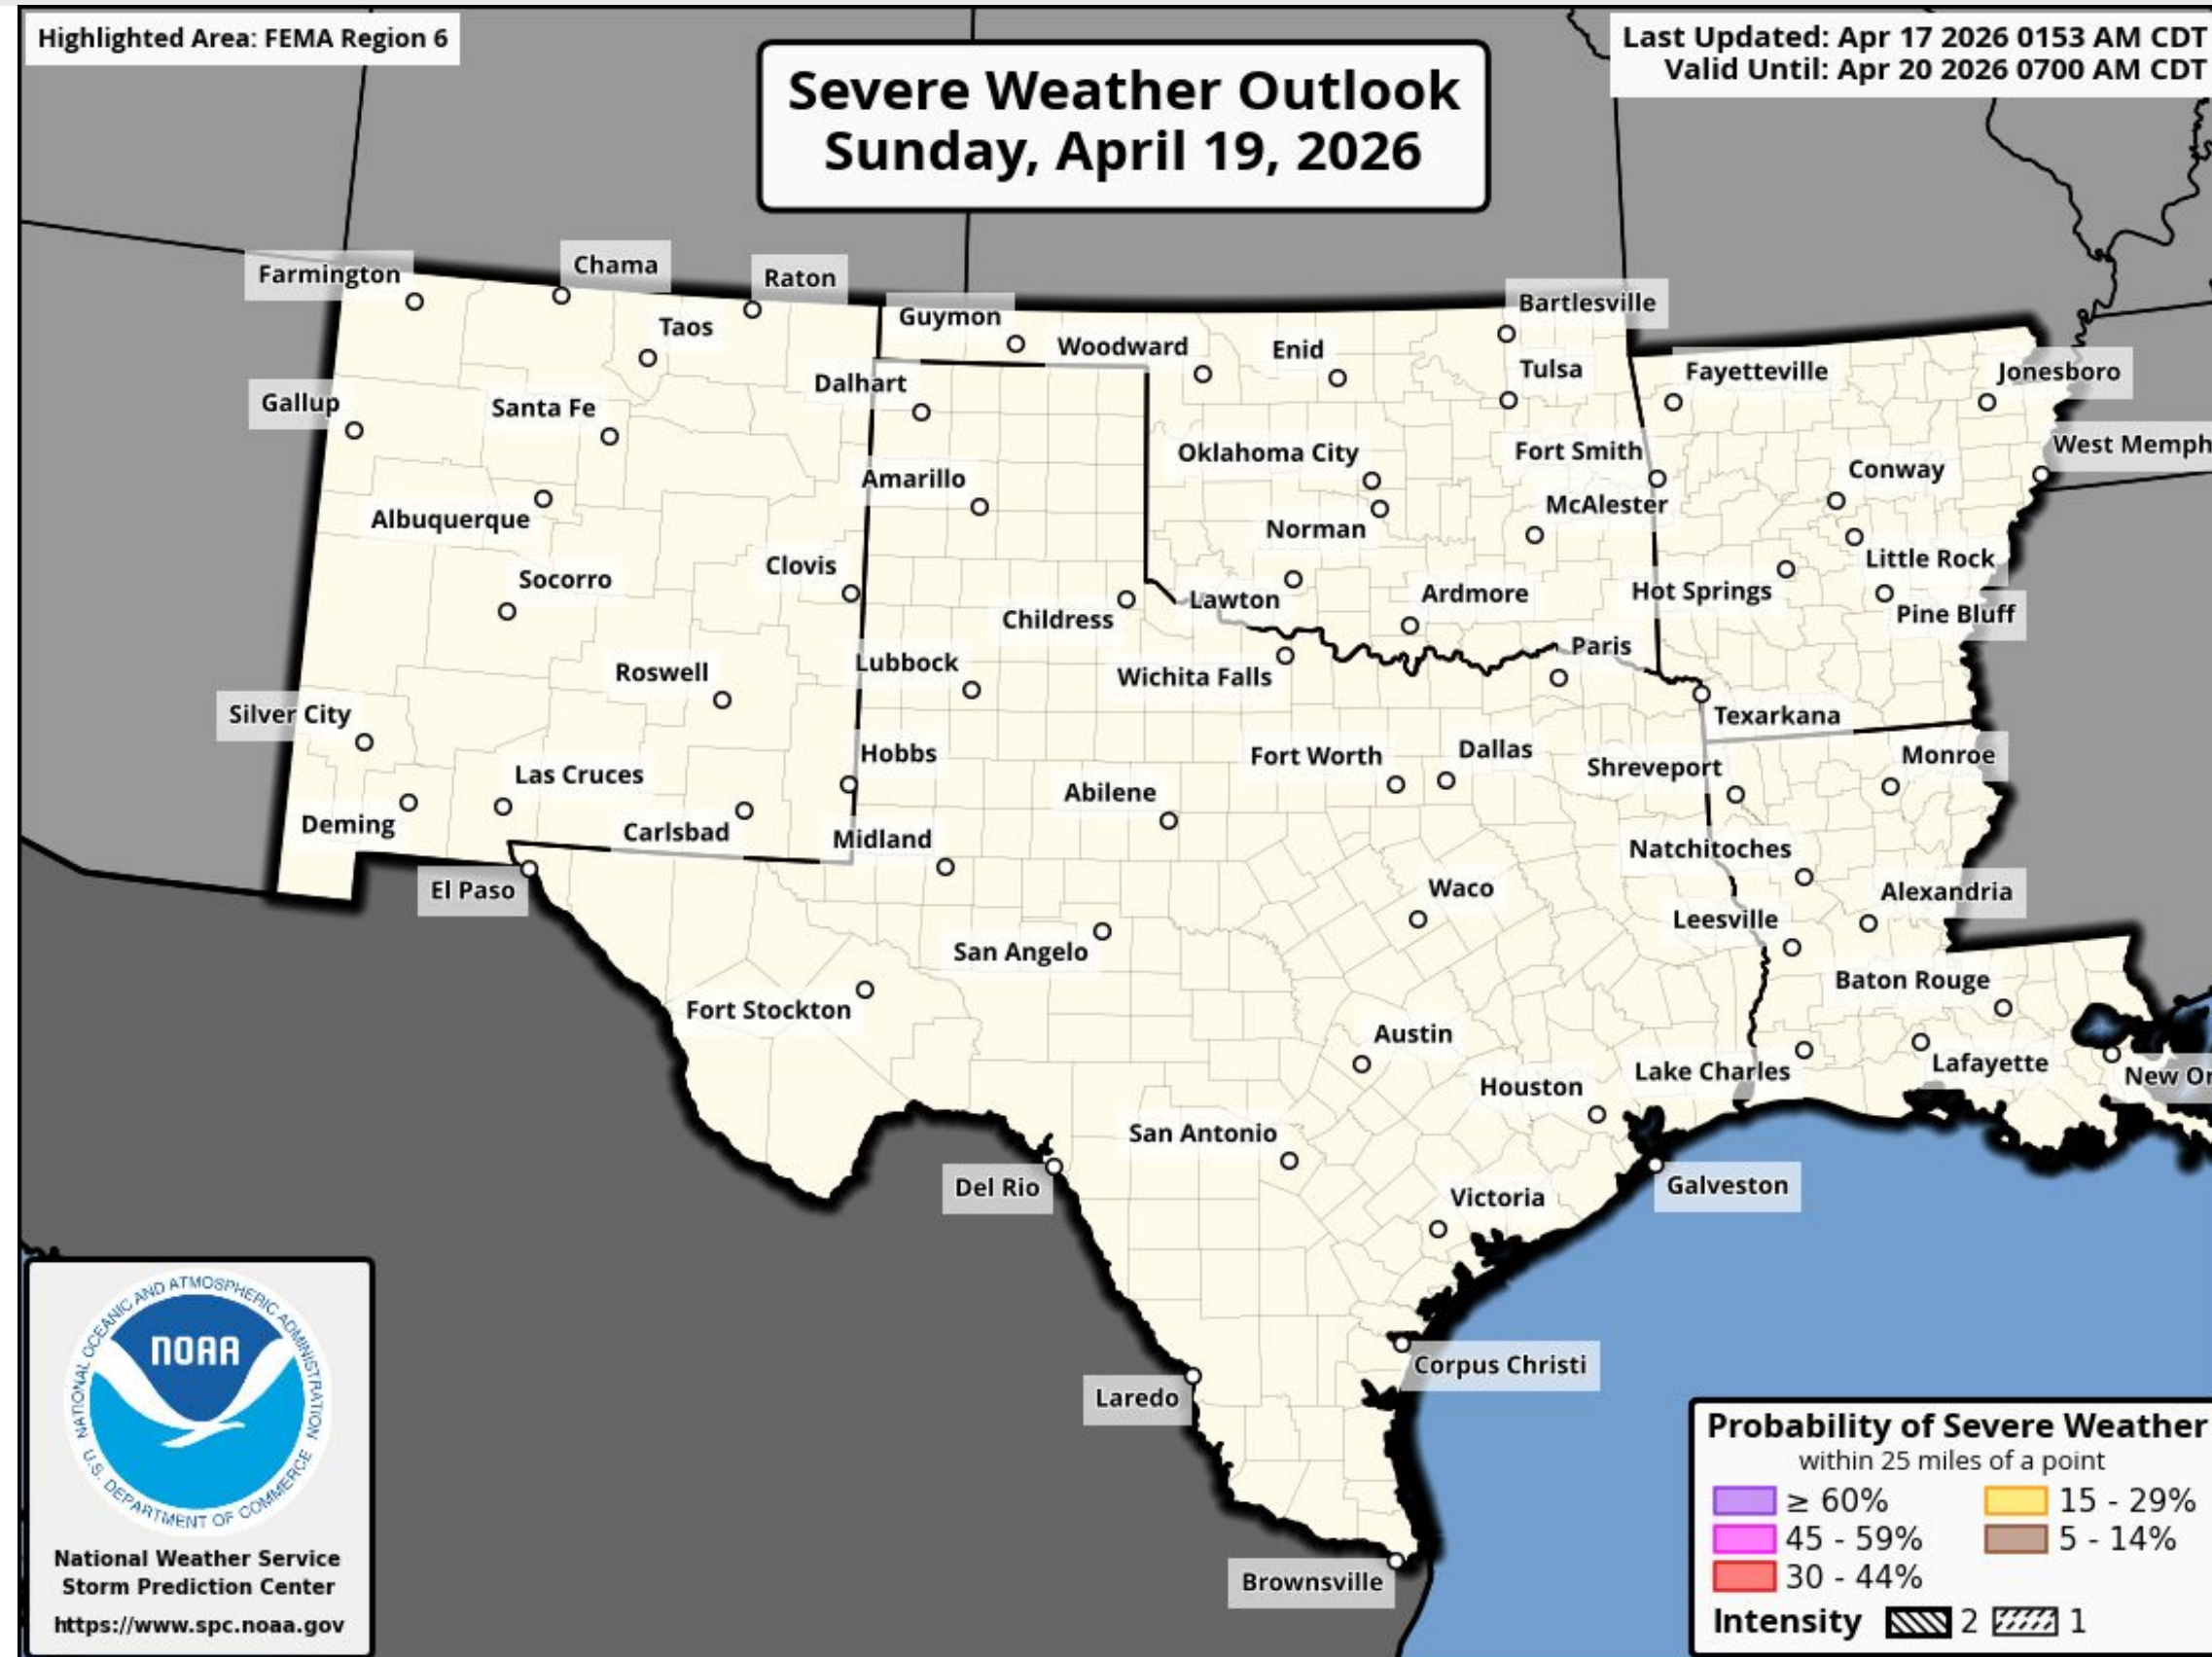 Highlighted Area: FEMA Region 6
Last Updated: Apr 17 2026 0153 AM CDT
Valid Until: Apr 20 2026 0700 AM CDT
Severe Weather Outlook
Sunday, April 19, 2026
Farmington
Chama
Raton
Taos
Guymon
Woodward
Enid
Bartlesville
Tulsa
Fayetteville
Jonesboro
Gallup
Santa Fe
Dalhart
Oklahoma City
Fort Smith
West Memph
Conway
Amarillo
Albuquerque
Norman
McAlester
Little Rock
Socorro
Clovis
Childress
Lawton
Ardmore
Hot Springs
Pine Bluff
Roswell
Lubbock
Wichita Falls
Paris
Silver City
Texarkana
Las Cruces
Hobbs
Abilene
Fort Worth
Dallas
Shreveport
Monroe
Deming
Carlsbad
Midland
Natchitoches
El Paso
Waco
Alexandria
San Angelo
Leesville
Fort Stockton
Baton Rouge
Austin
Houston
Lake Charles
Lafayette
New Or
San Antonio
Del Rio
Victoria
Galveston
Corpus Christi
Laredo
Brownsville
NATIONAL OCEANIC AND ATMOSPHERIC ADMINISTRATION
NOAA
U.S. DEPARTMENT OF COMMERCE
National Weather Service
Storm Prediction Center
https://www.spc.noaa.gov
Probability of Severe Weather
within 25 miles of a point
≥ 60% 15 - 29%
45 - 59% 5 - 14%
30 - 44%
Intensity 2 1